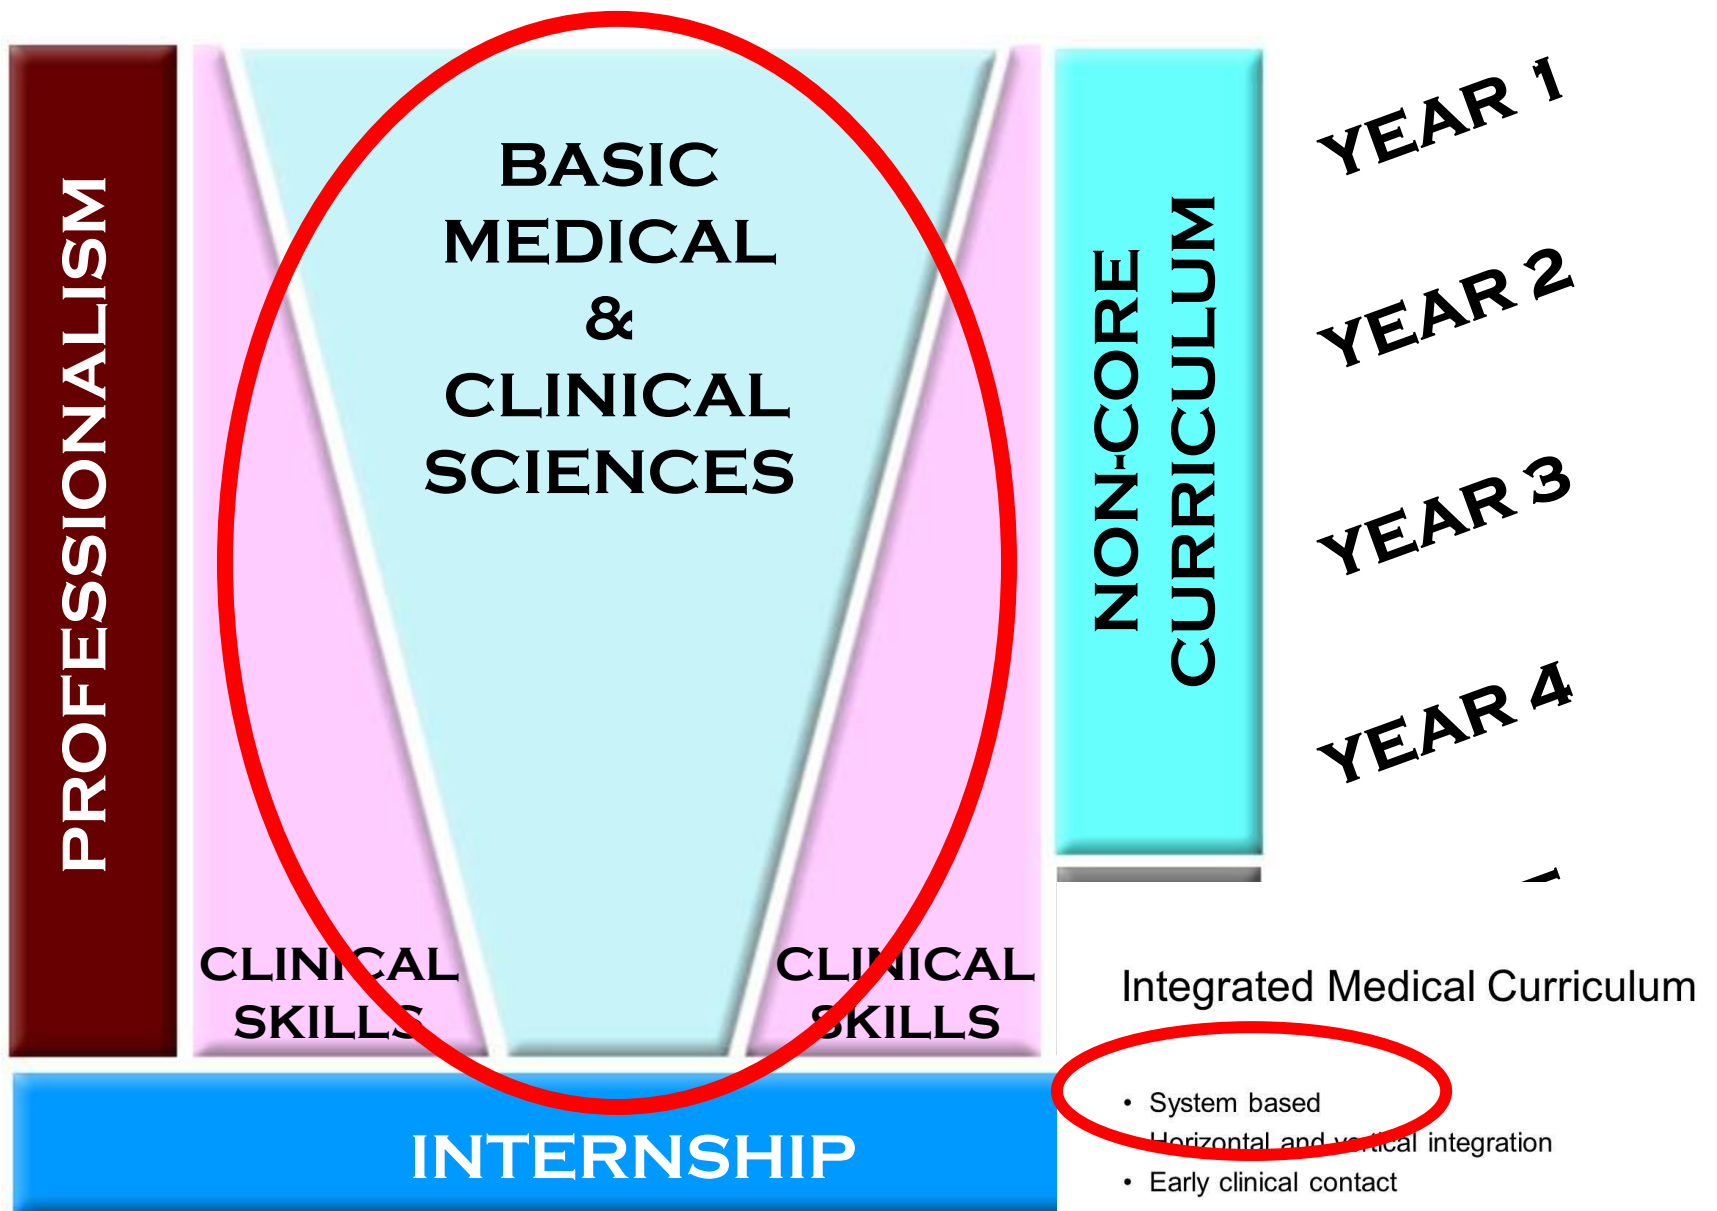 PROFESSIONALISM
BASIC
MEDICAL
&
CLINICAL
SCIENCES
CLINICAL
SKILLS
CLINICAL
SKILLS
NON-CORE
CURRICULUM
YEAR 1
YEAR 2
YEAR 3
YEAR 4
INTERNSHIP
Integrated Medical Curriculum
• System based
Horizontal and vertical integration
• Early clinical contact